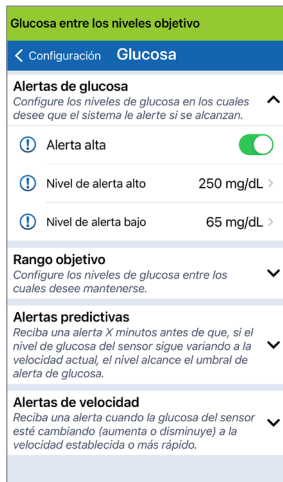 Glucosa entre los niveles objetivo
Configuración Glucosa
Alertas de glucosa
Configure los niveles de glucosa en los cuales
desee que el sistema le alerte si se alcanzan.
Alerta alta
Nivel de alerta alto 250 mg/dL
Nivel de alerta bajo 65 mg/dL
Rango objetivo
Configure los niveles de glucosa entre los
cuales desee mantenerse.
Alertas predictivas
Reciba una alerta X minutos antes de que, si el
nivel de glucosa del sensor sigue variando a la
velocidad actual, el nivel alcance el umbral de
alerta de glucosa.
Alertas de velocidad
Reciba una alerta cuando la glucosa del sensor
esté cambiando (aumenta o disminuye) a la
velocidad establecida o más rápido.